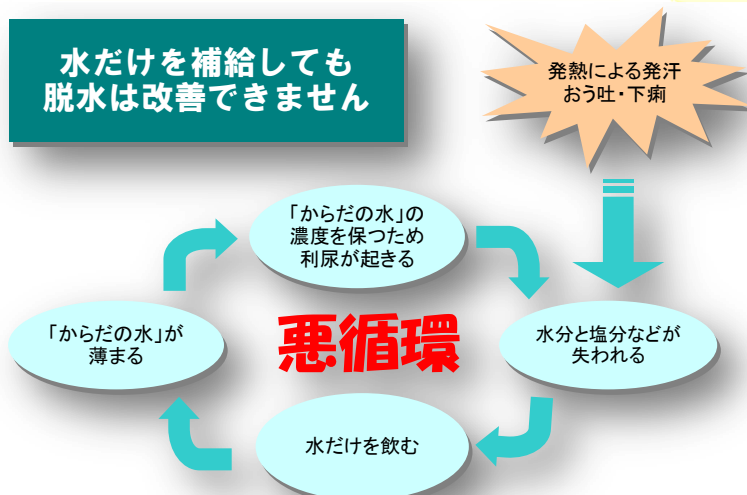 水だけを補給しても
脱水は改善できません
発熱による発汗
おう吐・下痢
「からだの水」の
濃度を保つため
利尿が起きる
「からだの水」が
薄まる
悪循環
水分と塩分などが
失われる
水だけを飲む